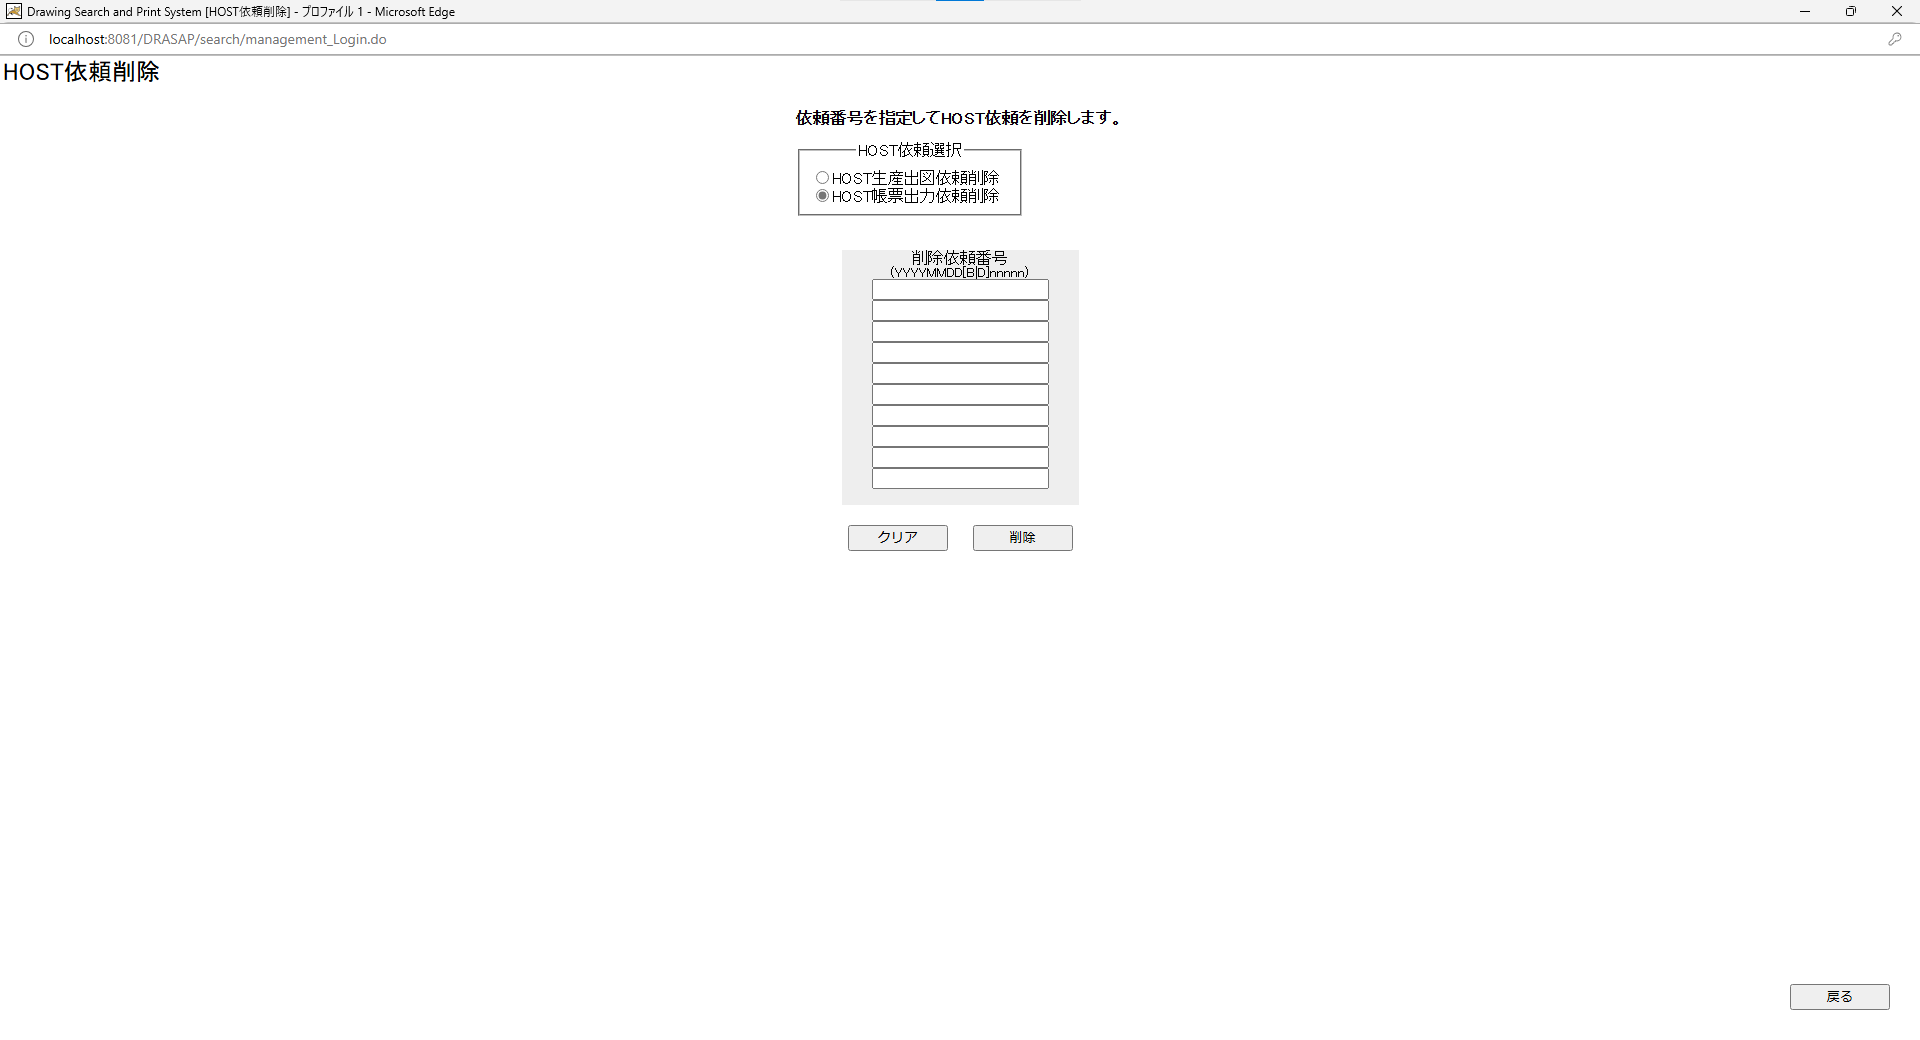 Drawing Search and Print System [HOST依頼削除] - プロファイル 1 - Microsoft Edge
localhost:8081/DRASAP/search/management_Login.do
HOST依頼削除
依頼番号を指定してHOST依頼を削除します。
HOST依頼選択
HOST生産出図依頼削除
HOST帳票出力依頼削除
削除依頼番号
(YYYYMMDD[B|D]nnnnn)
クリア 削除
戻る